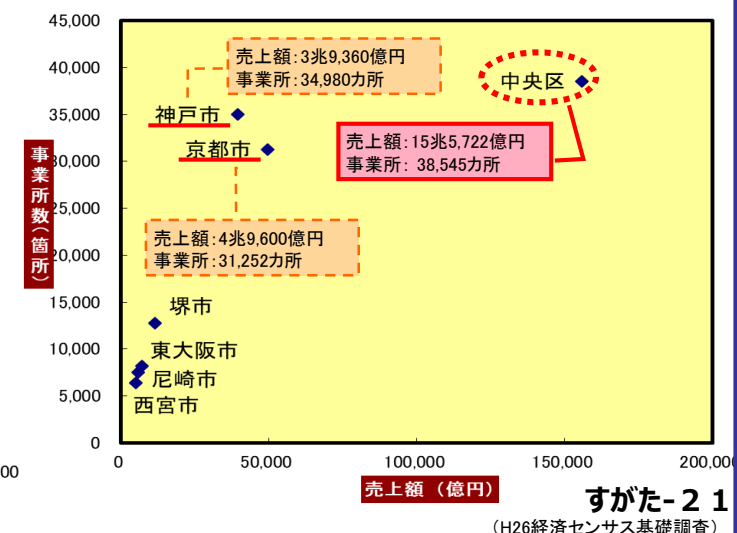 45,000
40,000
35,000
30,000
25,000
20,000
15,000
10,000
5,000
0
事業所数(箇所)
売上額:3兆9,360億円
事業所:34,980カ所
中央区
神戸市
京都市
売上額:15兆5,722億円
事業所: 38,545カ所
売上額:4兆9,600億円
事業所:31,252カ所
堺市
東大阪市
尼崎市
西宮市
00
0
50,000
100,000
150,000
200,000
売上額 (億円)
すがた-21
(H26経済センサス基礎調査)